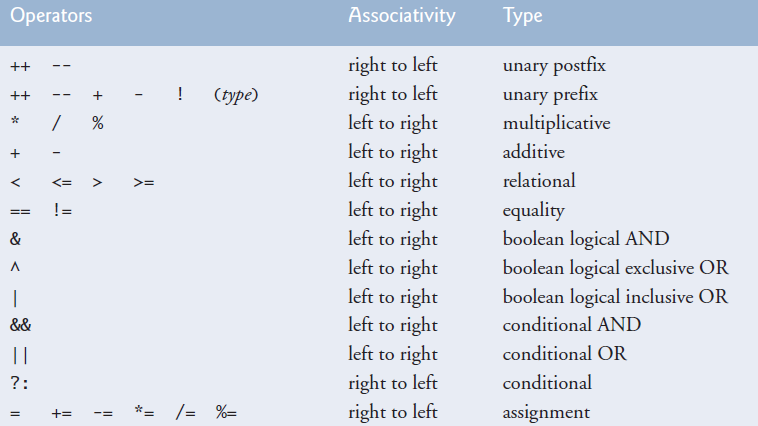 Operators Associativity Type
++ -- right to left unary postfix
++ -- + - ! (type) right to left unary prefix
* / % left to right multiplicative
+ - left to right additive
< <= > >= left to right relational
== != left to right equality
& left to right boolean logical AND
^ left to right boolean logical exclusive OR
| left to right boolean logical inclusive OR
&& left to right conditional AND
|| left to right conditional OR
?: right to left conditional
= += -= *= /= %= right to left assignment